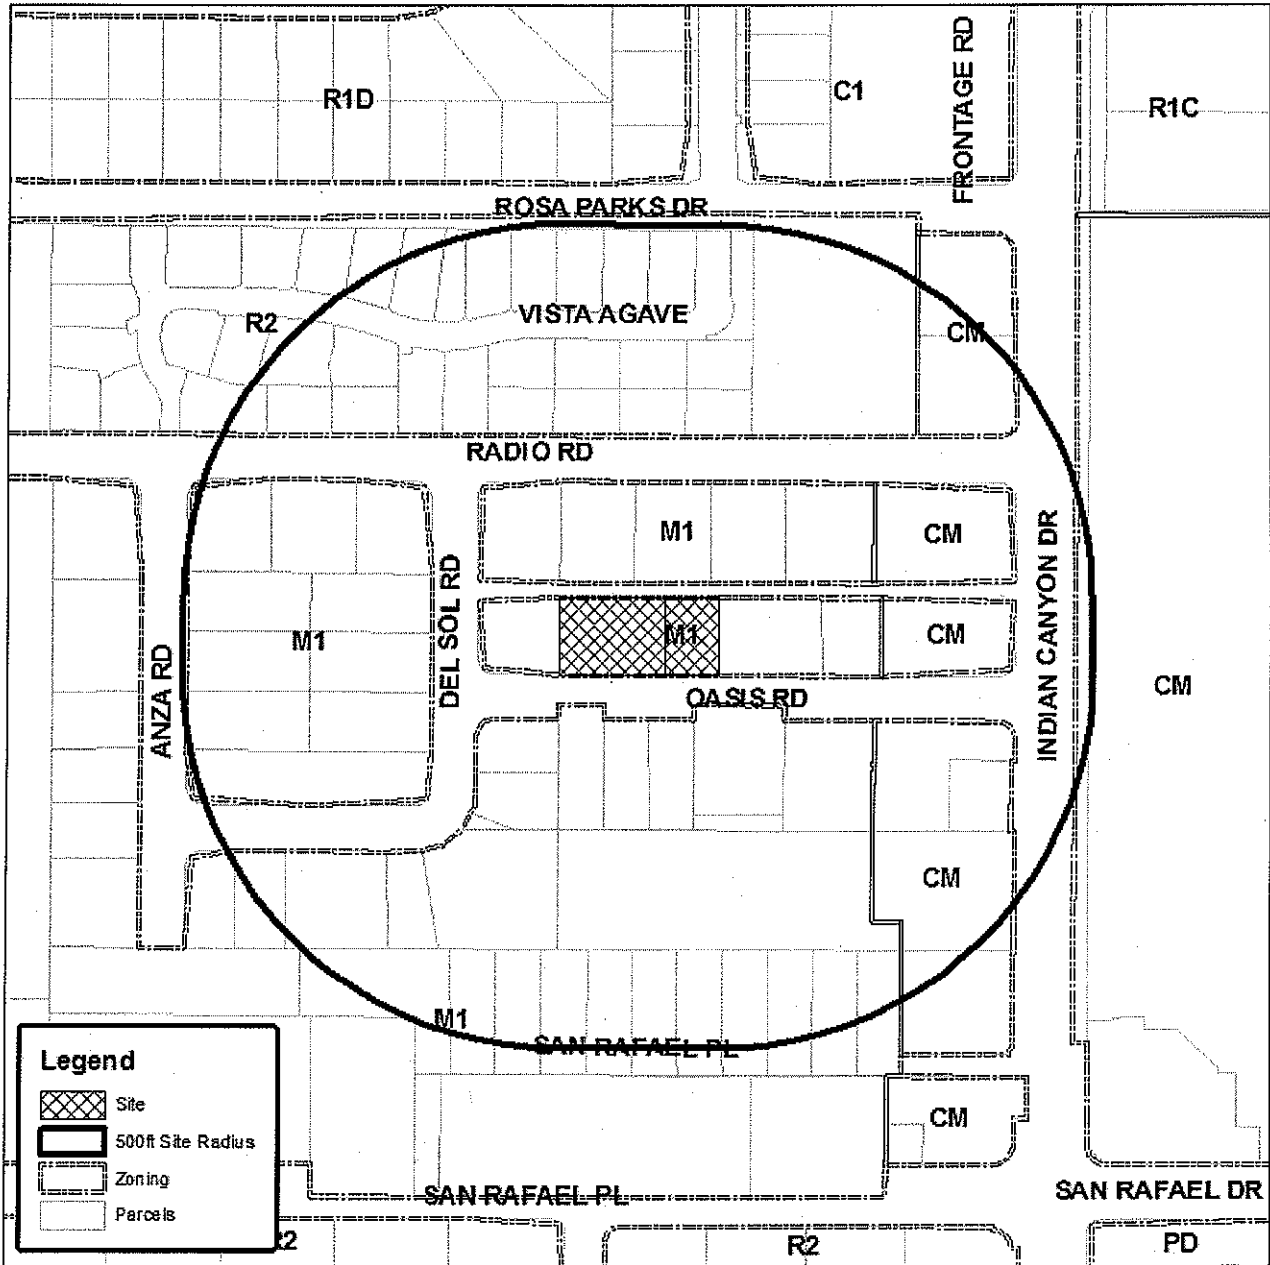 R1D
C1
FRONTAGE RD
R1C
ROSA PARKS DR
VISTA AGAVE
R2
CM
RADIO RD
M1
CM
DEL SOL RD
INDIAN CANYON DR
M1
M1
CM
ANZA RD
OASIS RD
CM
CM
M1
SAN RAFAEL PL
Legend
Site
500ft Site Radius
Zoning
Parcels
CM
SAN RAFAEL PL
SAN RAFAEL DR
R2
PD